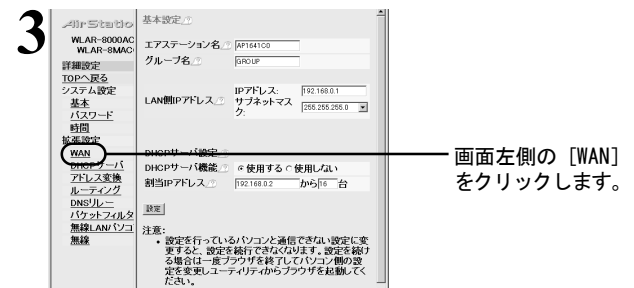 3
AirStatio
WLAR-8000AC
WLAR-8MAC
詳細設定
TOPへ戻る
システム設定
基本
パスワード
時間
拡張設定
WAN
DHCPサーバ
アドレス変換
ルーティング
DNSリレー
パケットフィルタ
無線LANパソコ
無線
基本設定
エアステーション名 AP1641C0
グループ名 GROUP
LAN側IPアドレス
IPアドレス: 192.168.0.1
サブネットマスク: 255.255.255.0
DHCPサーバ設定
DHCPサーバ機能 使用する 使用しない
割当IPアドレス 192.168.0.2 から 16 台
設定
注意:
・ 設定を行っているパソコンと通信できない設定に変
更すると、設定を続行できなくなります。設定を続け
る場合は一度ブラウザを終了してパソコン側の設
定を変更しユーティリティからブラウザを起動してく
ださい。
画面左側の [WAN]
をクリックします。